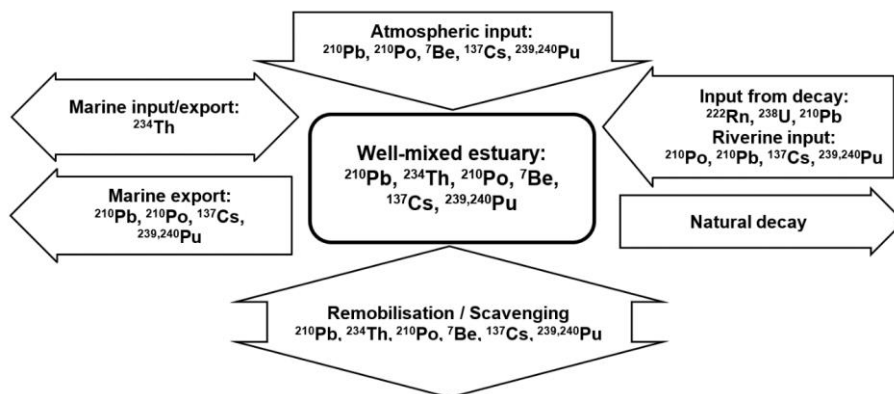 Atmospheric input:
²¹⁰Pb, ²¹⁰Po, ⁷Be, ¹³⁷Cs, ²³⁹,²⁴⁰Pu
Marine input/export:
²³⁴Th
Input from decay:
²²²Rn, ²³⁸U, ²¹⁰Pb
Riverine input:
²¹⁰Po, ²¹⁰Pb, ¹³⁷Cs, ²³⁹,²⁴⁰Pu
Well-mixed estuary:
²¹⁰Pb, ²³⁴Th, ²¹⁰Po, ⁷Be,
¹³⁷Cs, ²³⁹,²⁴⁰Pu
Marine export:
²¹⁰Pb, ²¹⁰Po, ¹³⁷Cs,
²³⁹,²⁴⁰Pu
Natural decay
Remobilisation / Scavenging
²¹⁰Pb, ²³⁴Th, ²¹⁰Po, ⁷Be, ¹³⁷Cs, ²³⁹,²⁴⁰Pu